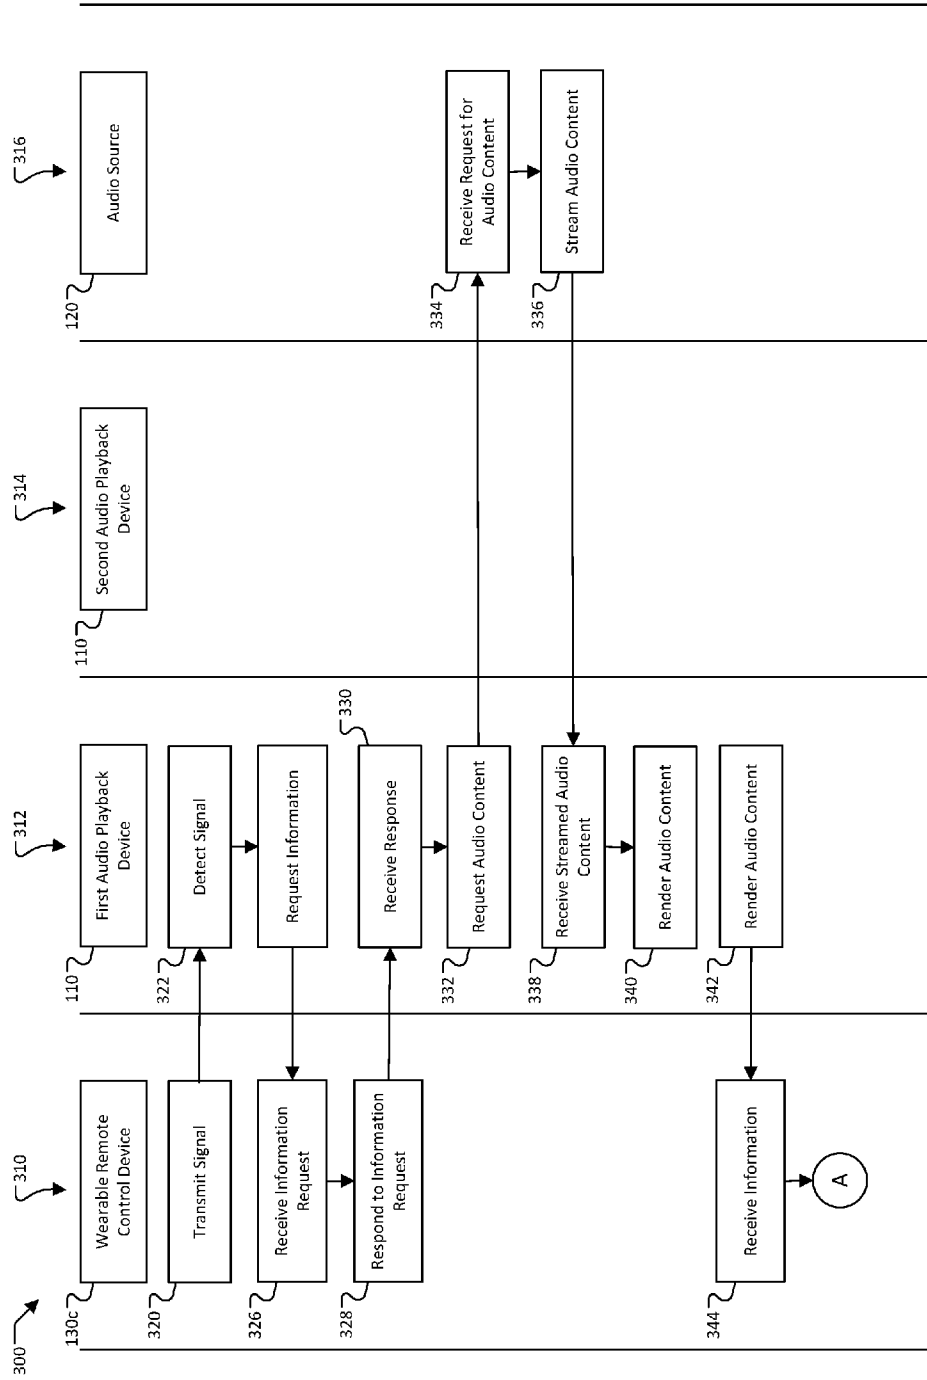 300
310
312
314
316
130c
Wearable Remote
Control Device
110
First Audio Playback
Device
110
Second Audio Playback
Device
120
Audio Source
320
Transmit Signal
322
Detect Signal
326
Receive Information
Request
Request Information
328
Respond to Information
Request
Receive Response
330
332
Request Audio Content
334
Receive Request for
Audio Content
338
Receive Streamed Audio
Content
336
Stream Audio Content
340
Render Audio Content
344
Receive Information
342
Render Audio Content
A